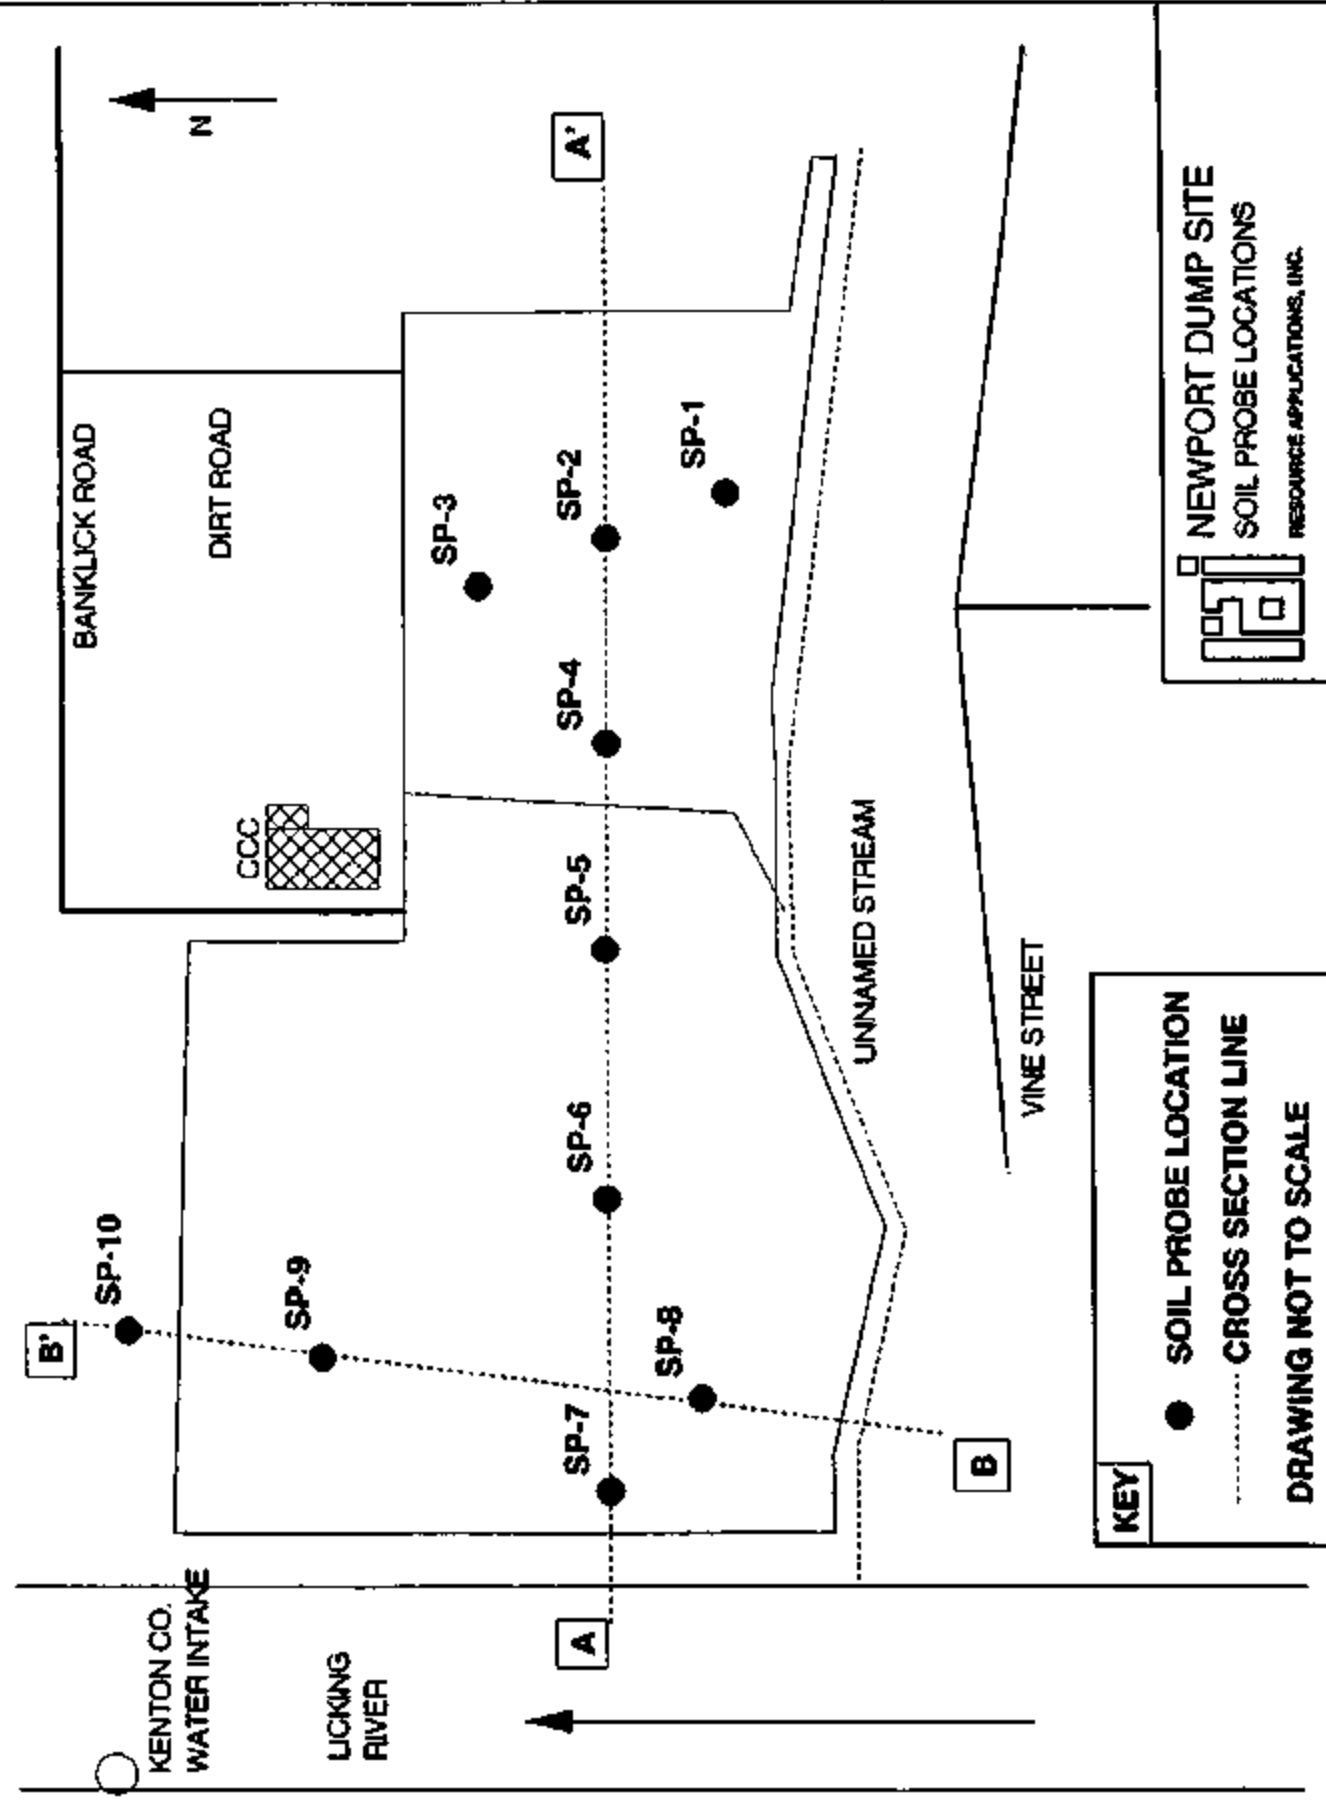 B'
SP-10
BANKLICK ROAD
N
KENTON CO.
WATER INTAKE
DIRT ROAD
CCC
SP-9
LICKING
RIVER
SP-3
A
SP-7
SP-6
SP-5
SP-4
SP-2
A'
SP-8
SP-1
UNNAMED STREAM
B
VINE STREET
KEY
SOIL PROBE LOCATION
CROSS SECTION LINE
DRAWING NOT TO SCALE
rai
NEWPORT DUMP SITE
SOIL PROBE LOCATIONS
RESOURCE APPLICATIONS, INC.